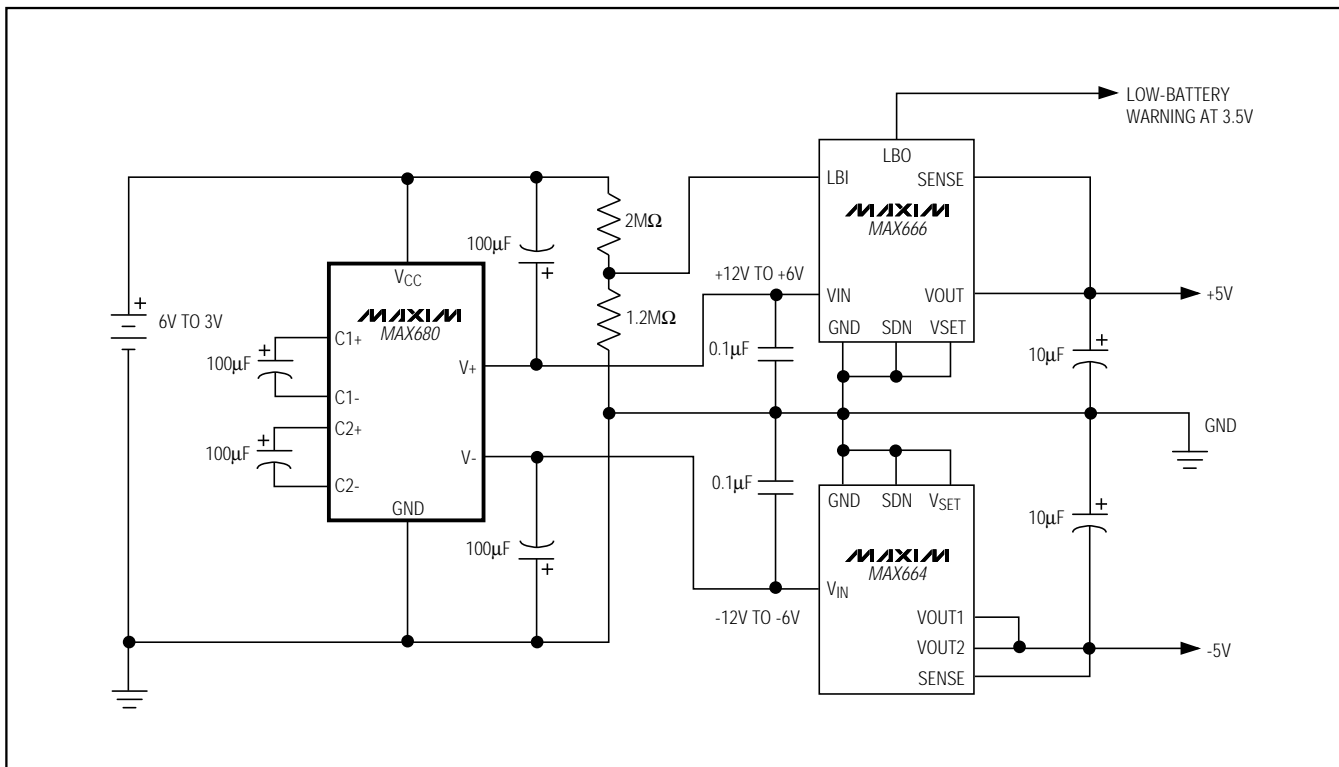 LOW-BATTERY
WARNING AT 3.5V
LBO
LBI
SENSE
MAXIM
MAX666
VIN
VOUT
GND
SDN
VSET
+5V
10µF
+
2MΩ
1.2MΩ
100µF
+
+12V TO +6V
0.1µF
VCC
MAXIM
MAX680
C1+
C1-
C2+
C2-
V+
V-
GND
+
6V TO 3V
+
100µF
+
100µF
100µF
+
0.1µF
-12V TO -6V
GND
GND
SDN
VSET
MAXIM
MAX664
VIN
VOUT1
VOUT2
SENSE
10µF
+
-5V